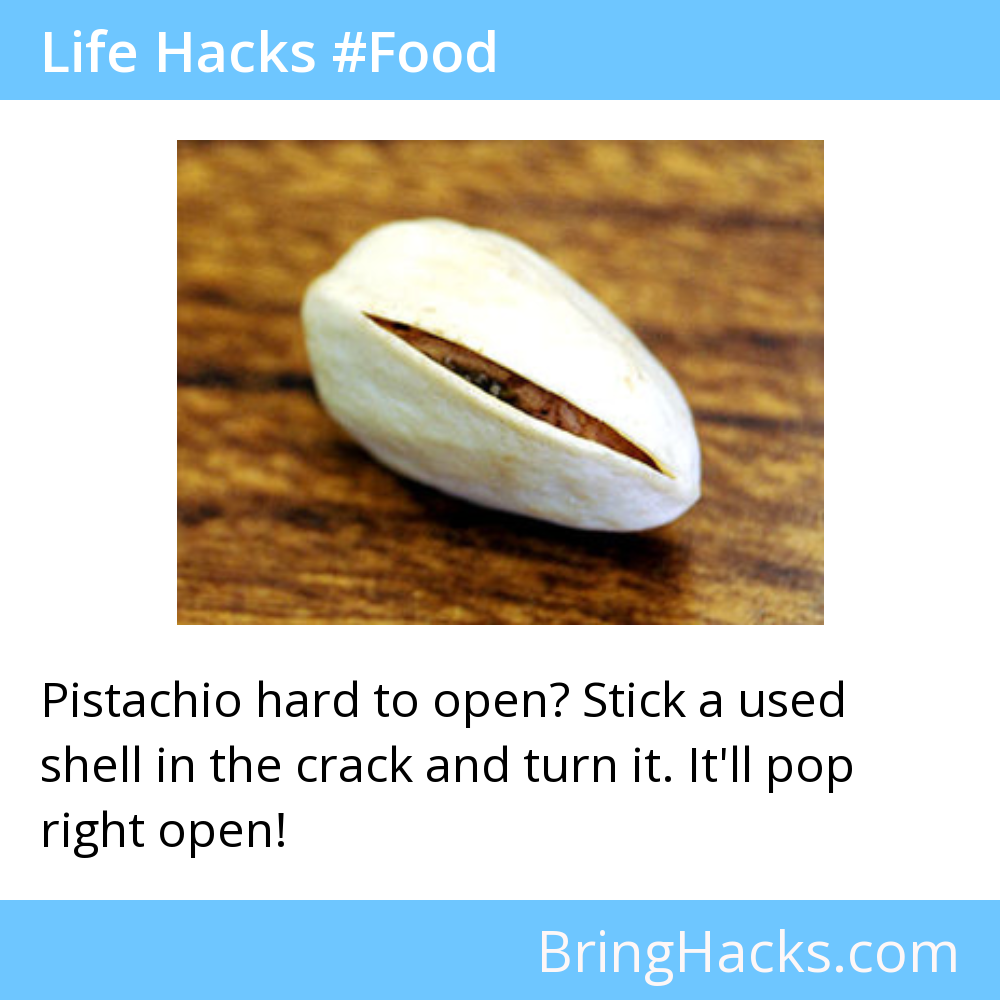 Life Hacks #Food
Pistachio hard to open? Stick a used
shell in the crack and turn it. It'll pop
right open!
BringHacks.com